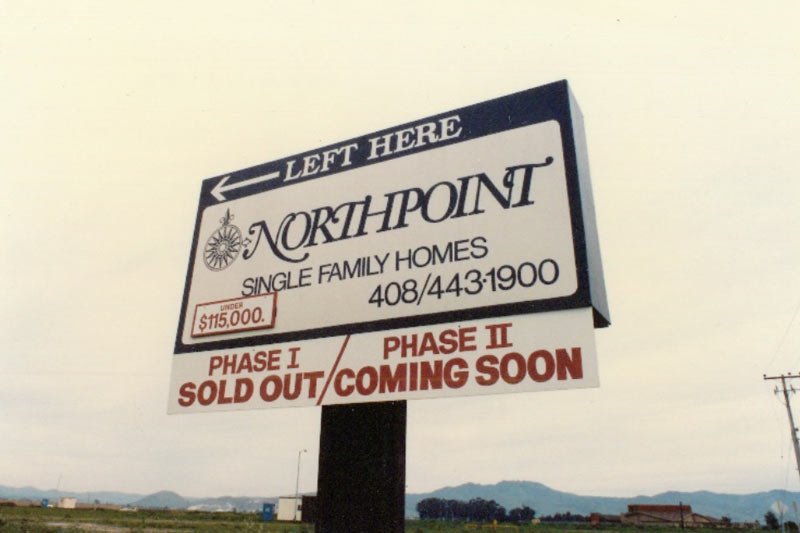 LEFT HERE
NORTHPOINT
SINGLE FAMILY HOMES
408/443-1900
UNDER
$115,000.
PHASE I
SOLD OUT/
PHASE II
COMING SOON